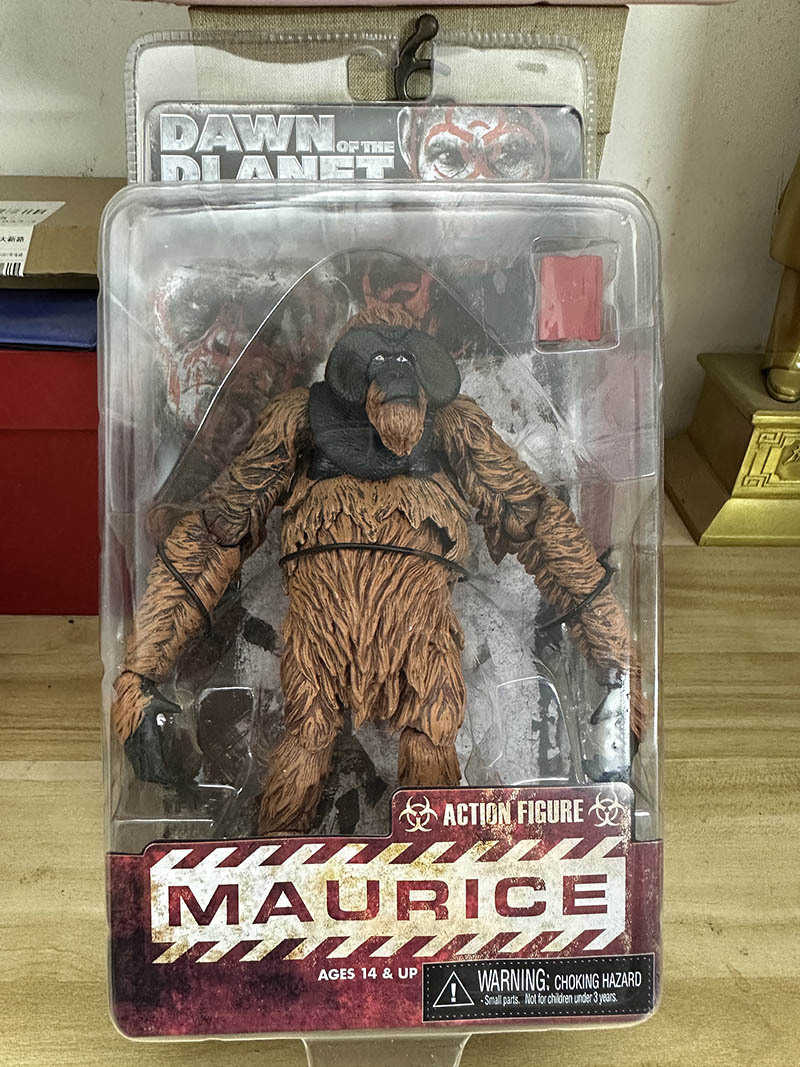 DAWN
OF THE
PLANET
ACTION FIGURE
MAURICE
AGES 14 & UP
WARNING: CHOKING HAZARD
- Small parts. Not for children under 3 years.